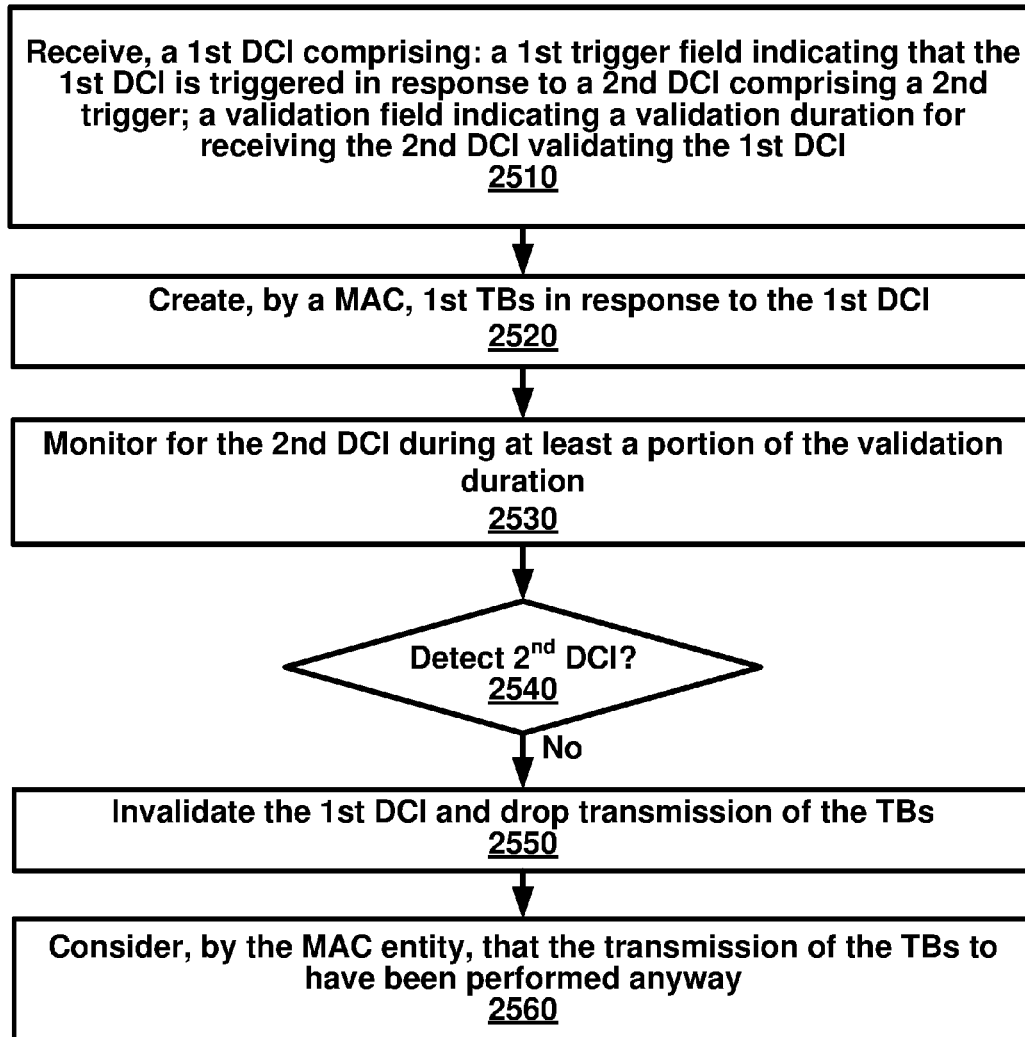 Receive, a 1st DCI comprising: a 1st trigger field indicating that the
1st DCI is triggered in response to a 2nd DCI comprising a 2nd
trigger; a validation field indicating a validation duration for
receiving the 2nd DCI validating the 1st DCI
2510
Create, by a MAC, 1st TBs in response to the 1st DCI
2520
Monitor for the 2nd DCI during at least a portion of the validation
duration
2530
Detect 2nd DCI?
2540
No
Invalidate the 1st DCI and drop transmission of the TBs
2550
Consider, by the MAC entity, that the transmission of the TBs to
have been performed anyway
2560